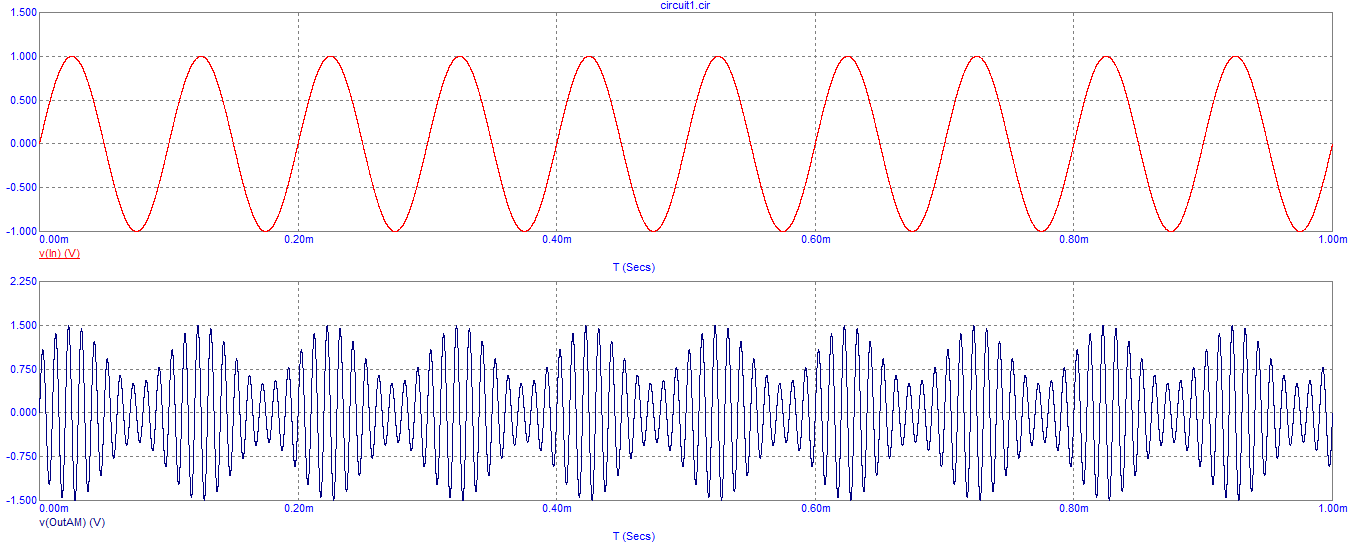 circuit1.cir
1.500
1.000
0.500
0.000
-0.500
-1.000
0.00m 0.20m 0.40m 0.60m 0.80m 1.00m
v(In) (V)
T (Secs)
2.250
1.500
0.750
0.000
-0.750
-1.500
0.00m 0.20m 0.40m 0.60m 0.80m 1.00m
v(OutAM) (V)
T (Secs)